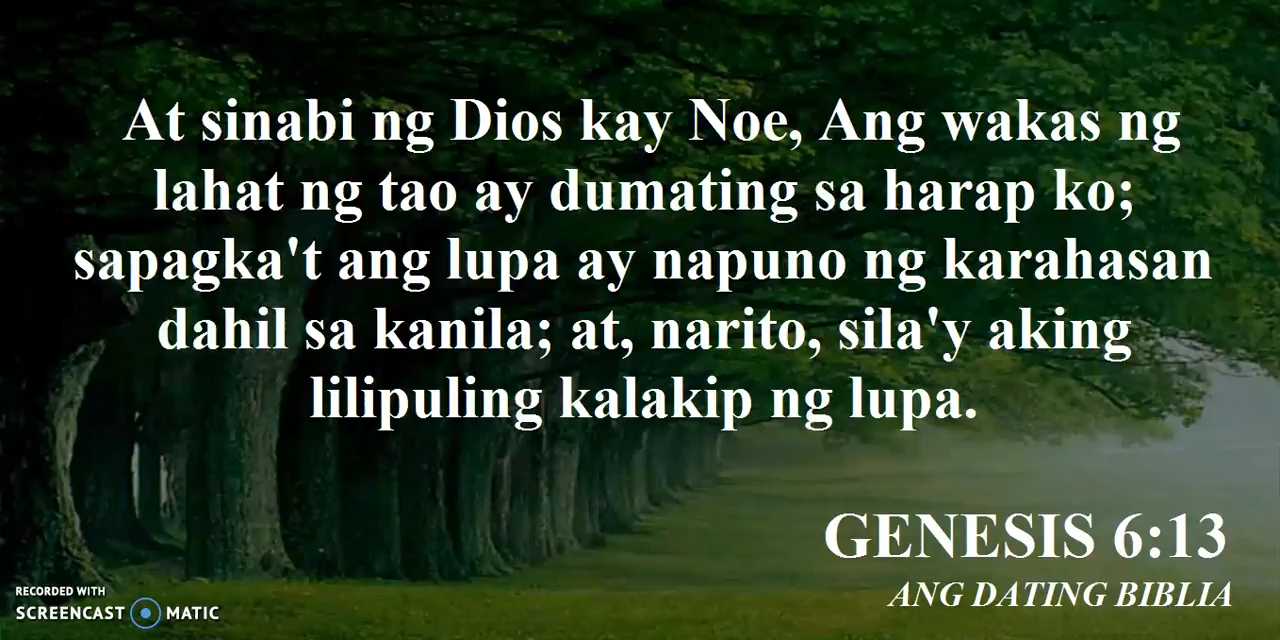 At sinabi ng Dios kay Noe, Ang wakas ng
lahat ng tao ay dumating sa harap ko;
sapagka't ang lupa ay napuno ng karahasan
dahil sa kanila; at, narito, sila'y aking
lilipuling kalakip ng lupa.
GENESIS 6:13
ANG DATING BIBLIA
RECORDED WITH
SCREENCAST MATIC